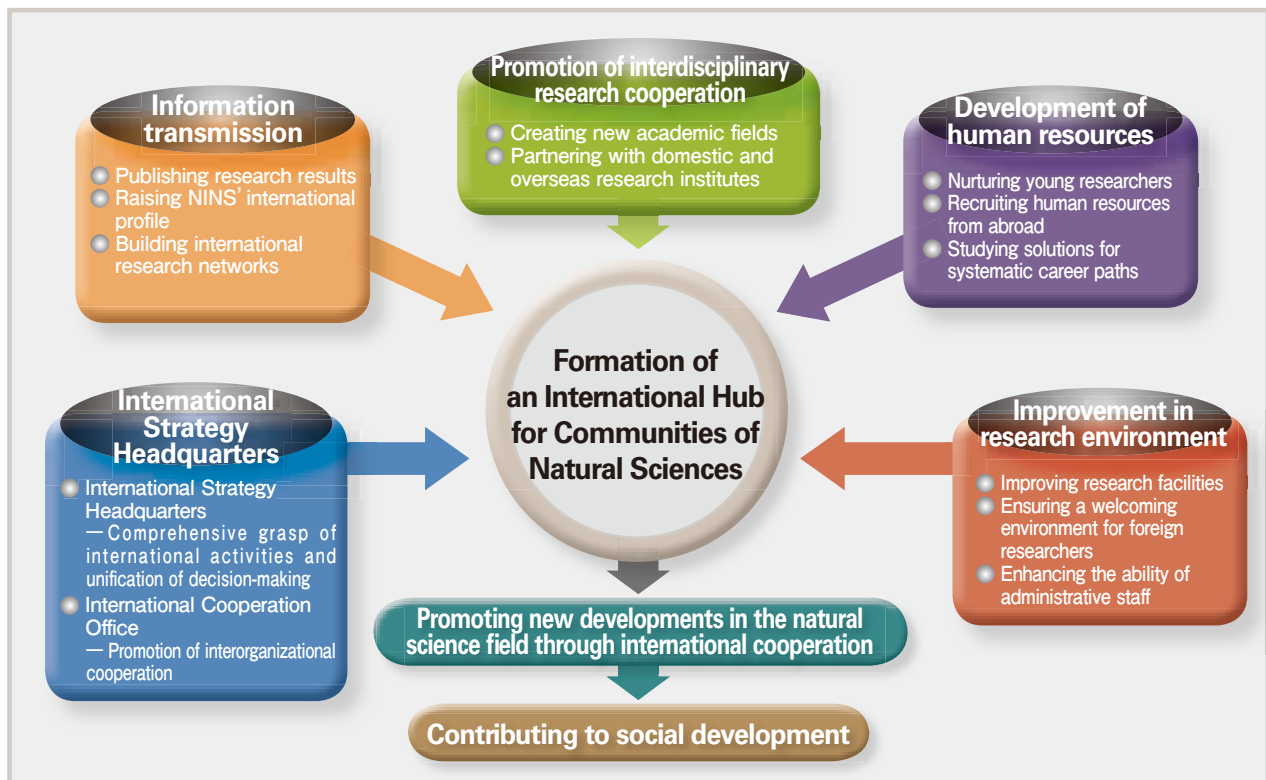 Information
transmission
Publishing research results
Raising NINS' international
profile
Building international
research networks
Promotion of interdisciplinary
research cooperation
Creating new academic fields
Partnering with domestic and
overseas research institutes
Development of
human resources
Nurturing young researchers
Recruiting human resources
from abroad
Studying solutions for
systematic career paths
International
Strategy
Headquarters
International Strategy
Headquarters
—Comprehensive grasp of
international activities and
unification of decision-making
International Cooperation
Office
— Promotion of interorganizational
cooperation
Formation of
an International Hub
for Communities of
Natural Sciences
Improvement in
research environment
Improving research facilities
Ensuring a welcoming
environment for foreign
researchers
Enhancing the ability of
administrative staff
Promoting new developments in the natural
science field through international cooperation
Contributing to social development